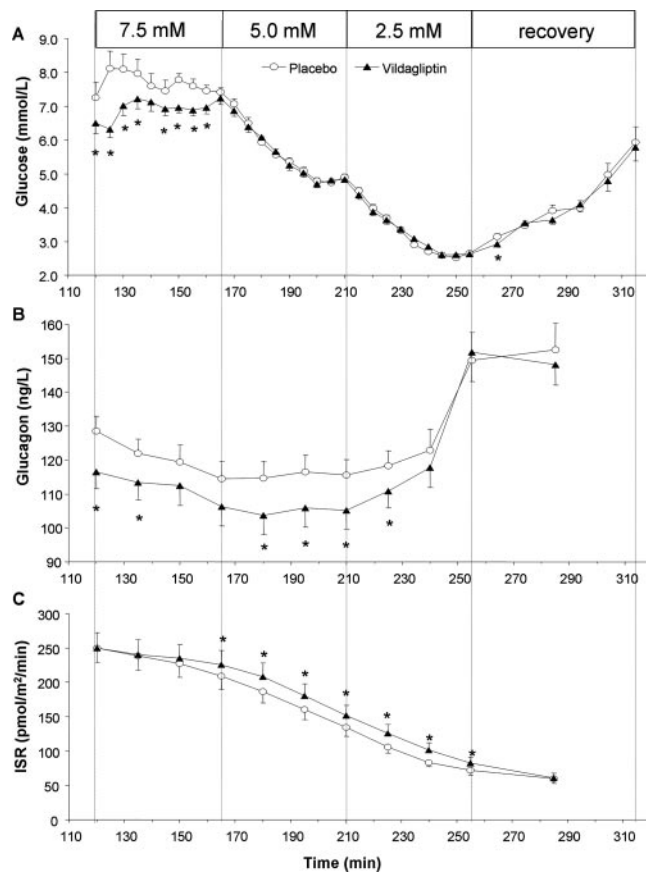 7.5 mM 5.0 mM 2.5 mM recovery
A
Placebo Vildagliptin
Glucose (mmol/L)
9.0
8.0
7.0
6.0
5.0
4.0
3.0
2.0
* * * * * * * * *
110 130 150 170 190 210 230 250 270 290 310
B
Glucagon (ng/L)
160
150
140
130
120
110
100
90
* * * * * *
110 130 150 170 190 210 230 250 270 290 310
C
ISR (pmol/m²/min)
300
250
200
150
100
50
0
* * * * * * *
110 130 150 170 190 210 230 250 270 290 310
Time (min)